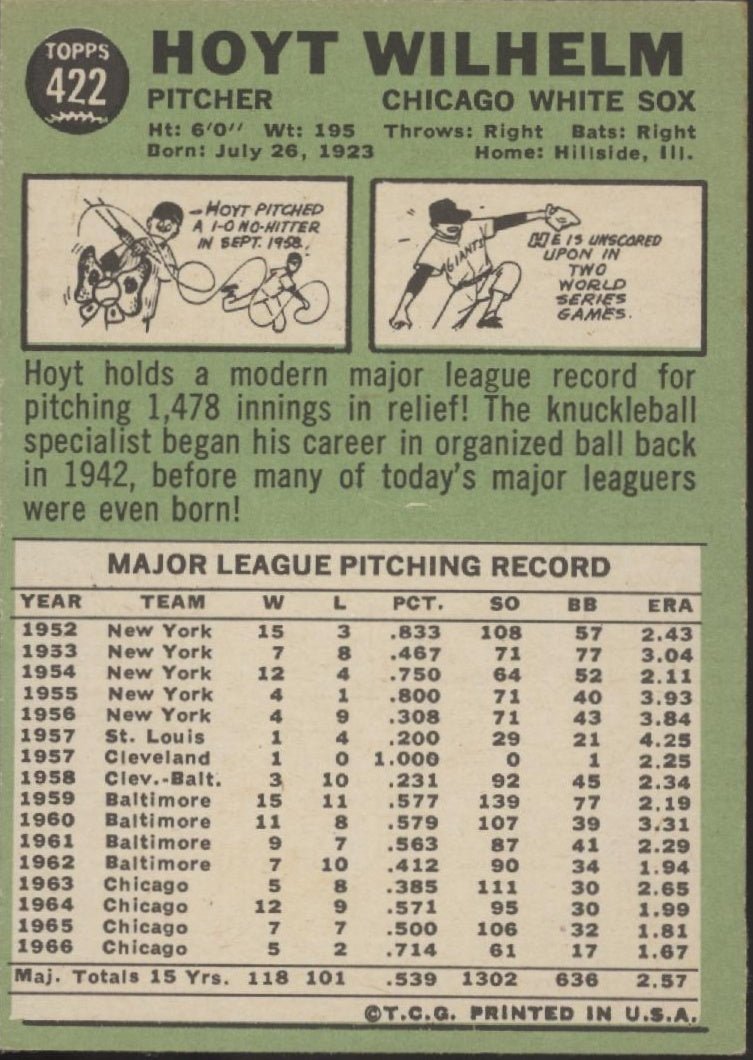 TOPPS
422
HOYT WILHELM
PITCHER CHICAGO WHITE SOX
Ht: 6'0" Wt: 195 Throws: Right Bats: Right
Born: July 26, 1923 Home: Hillside, Ill.
–HOYT PITCHED
A 1-0 NO-HITTER
IN SEPT. 1958.
GIANTS
HE IS UNSCORED
UPON IN
TWO
WORLD
SERIES
GAMES.
Hoyt holds a modern major league record for
pitching 1,478 innings in relief! The knuckleball
specialist began his career in organized ball back
in 1942, before many of today's major leaguers
were even born!
MAJOR LEAGUE PITCHING RECORD
YEAR TEAM W L PCT. SO BB ERA
1952 New York 15 3 .833 108 57 2.43
1953 New York 7 8 .467 71 77 3.04
1954 New York 12 4 .750 64 52 2.11
1955 New York 4 1 .800 71 40 3.93
1956 New York 4 9 .308 71 43 3.84
1957 St. Louis 1 4 .200 29 21 4.25
1957 Cleveland 1 0 1.000 0 1 2.25
1958 Clev.-Balt. 3 10 .231 92 45 2.34
1959 Baltimore 15 11 .577 139 77 2.19
1960 Baltimore 11 8 .579 107 39 3.31
1961 Baltimore 9 7 .563 87 41 2.29
1962 Baltimore 7 10 .412 90 34 1.94
1963 Chicago 5 8 .385 111 30 2.65
1964 Chicago 12 9 .571 95 30 1.99
1965 Chicago 7 7 .500 106 32 1.81
1966 Chicago 5 2 .714 61 17 1.67
Maj. Totals 15 Yrs. 118 101 .539 1302 636 2.57
©T.C.G. PRINTED IN U.S.A.